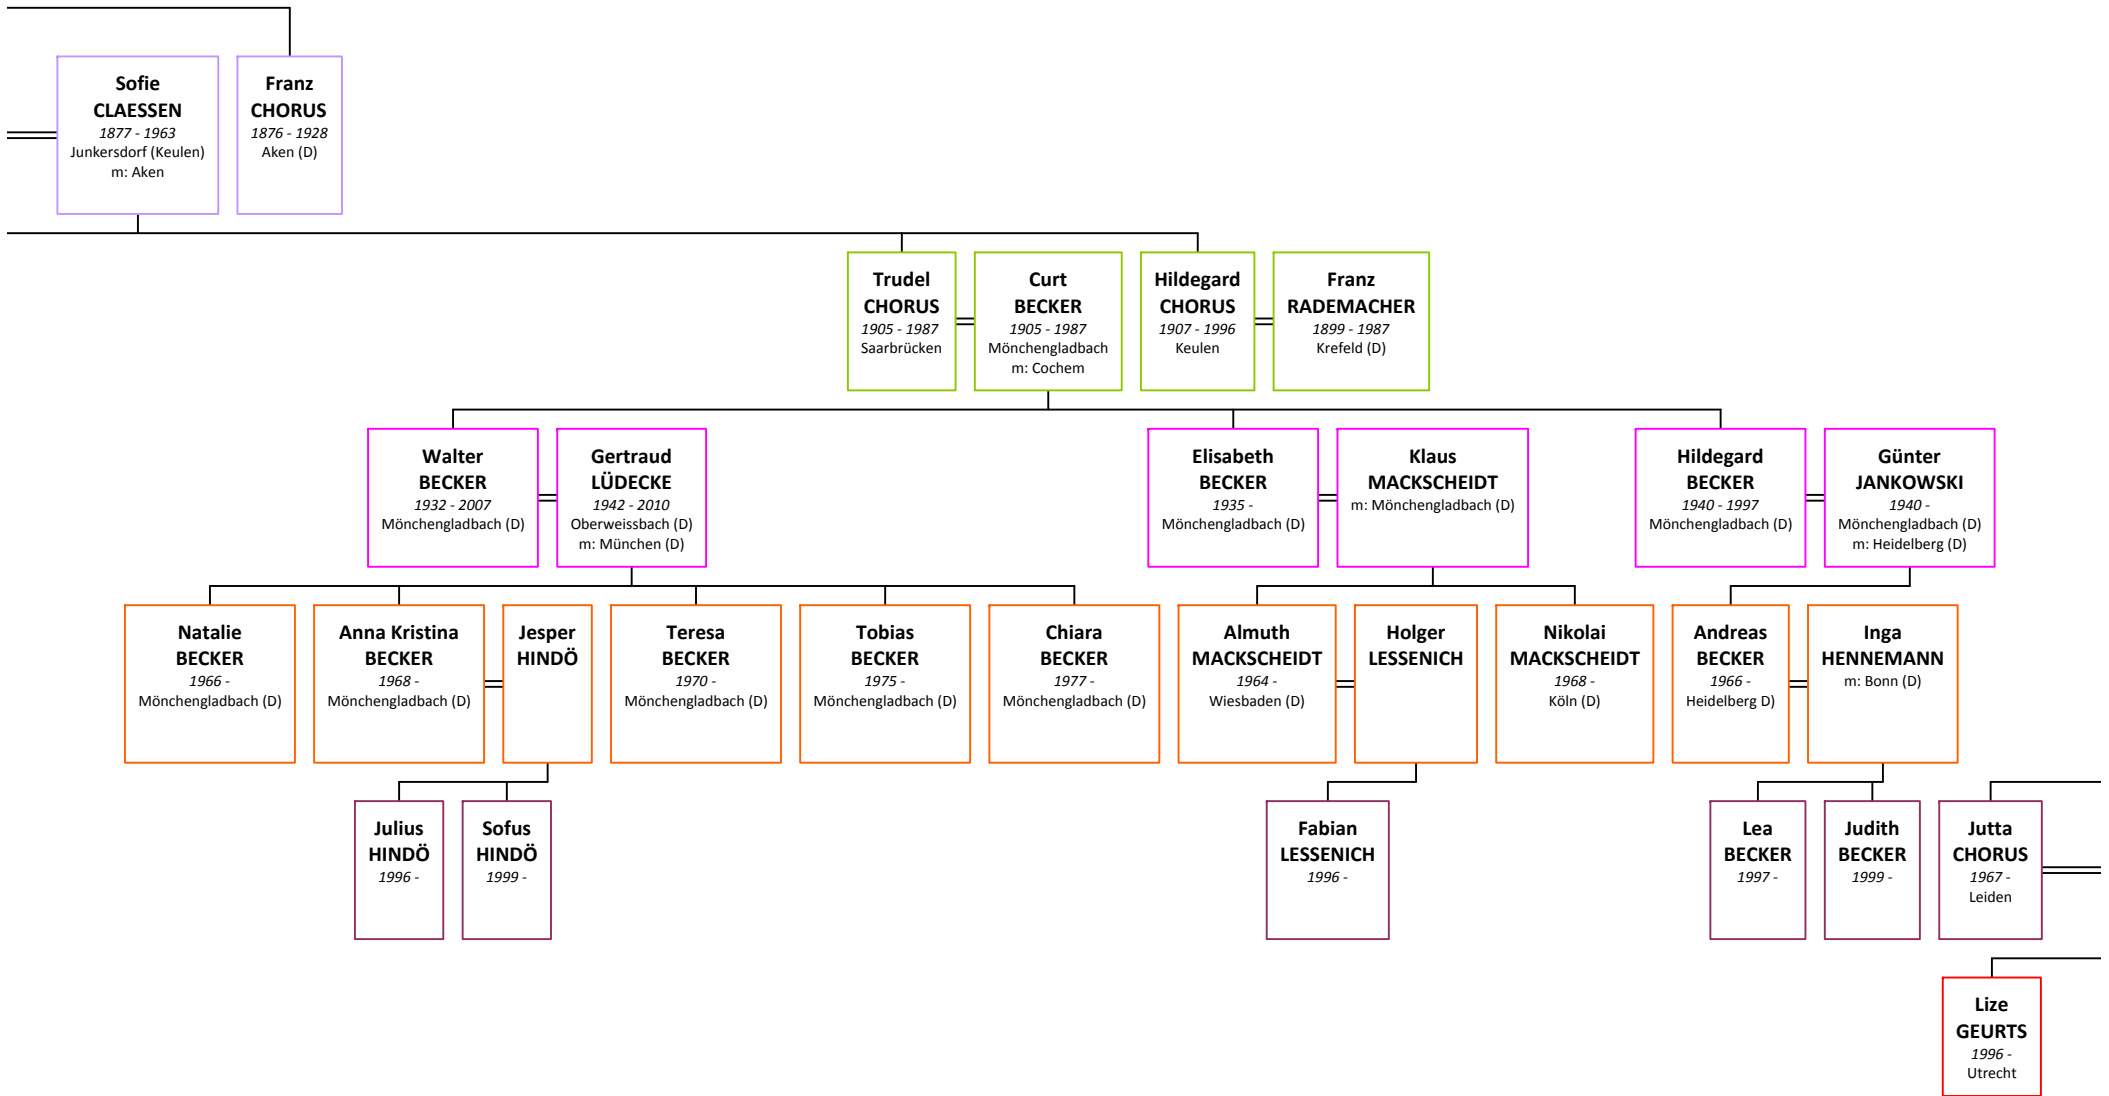 Sofie
CLAESSEN
1877 - 1963
Junkersdorf (Keulen)
m: Aken
Franz
CHORUS
1876 - 1928
Aken (D)
Trudel
CHORUS
1905 - 1987
Saarbrücken
Curt
BECKER
1905 - 1987
Mönchengladbach
m: Cochem
Hildegard
CHORUS
1907 - 1996
Keulen
Franz
RADEMACHER
1899 - 1987
Krefeld (D)
Walter
BECKER
1932 - 2007
Mönchengladbach (D)
Gertraud
LÜDECKE
1942 - 2010
Oberweissbach (D)
m: München (D)
Elisabeth
BECKER
1935 -
Mönchengladbach (D)
Klaus
MACKSCHEIDT
m: Mönchengladbach (D)
Hildegard
BECKER
1940 - 1997
Mönchengladbach (D)
Günter
JANKOWSKI
1940 -
Mönchengladbach (D)
m: Heidelberg (D)
Natalie
BECKER
1966 -
Mönchengladbach (D)
Anna Kristina
BECKER
1968 -
Mönchengladbach (D)
Jesper
HINDÖ
Teresa
BECKER
1970 -
Mönchengladbach (D)
Tobias
BECKER
1975 -
Mönchengladbach (D)
Chiara
BECKER
1977 -
Mönchengladbach (D)
Almuth
MACKSCHEIDT
1964 -
Wiesbaden (D)
Holger
LESSENICH
Nikolai
MACKSCHEIDT
1968 -
Köln (D)
Andreas
BECKER
1966 -
Heidelberg D)
Inga
HENNEMANN
m: Bonn (D)
Julius
HINDÖ
1996 -
Sofus
HINDÖ
1999 -
Fabian
LESSENICH
1996 -
Lea
BECKER
1997 -
Judith
BECKER
1999 -
Jutta
CHORUS
1967 -
Leiden
Lize
GEURTS
1996 -
Utrecht